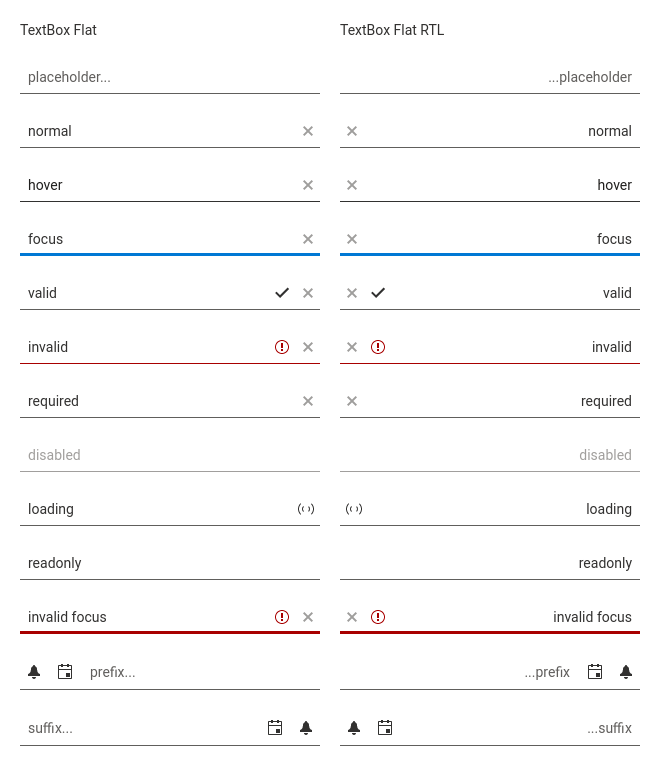 TextBox Flat
placeholder...
normal
hover
focus
valid
invalid
required
disabled
loading
readonly
invalid focus
prefix...
suffix...
TextBox Flat RTL
...placeholder
normal
hover
focus
valid
invalid
required
disabled
loading
readonly
invalid focus
...prefix
...suffix